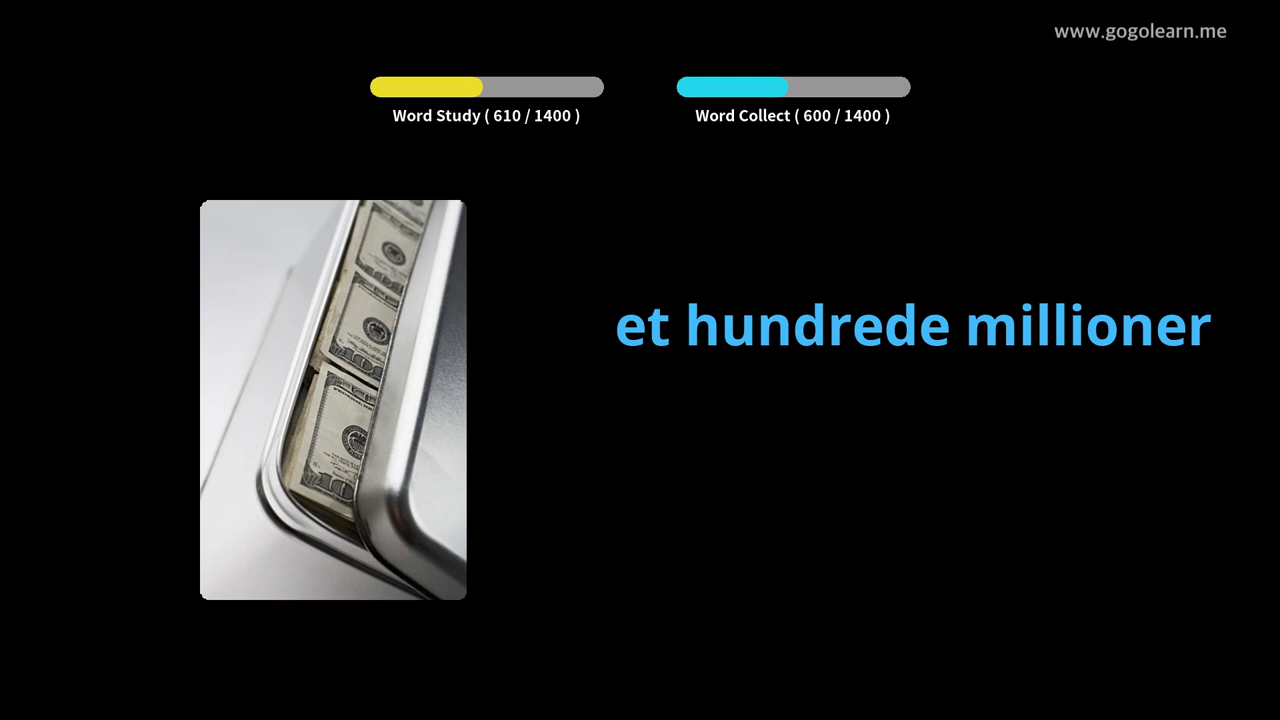 www.gogolearn.me
Word Study ( 610 / 1400 )
Word Collect ( 600 / 1400 )
et hundrede millioner